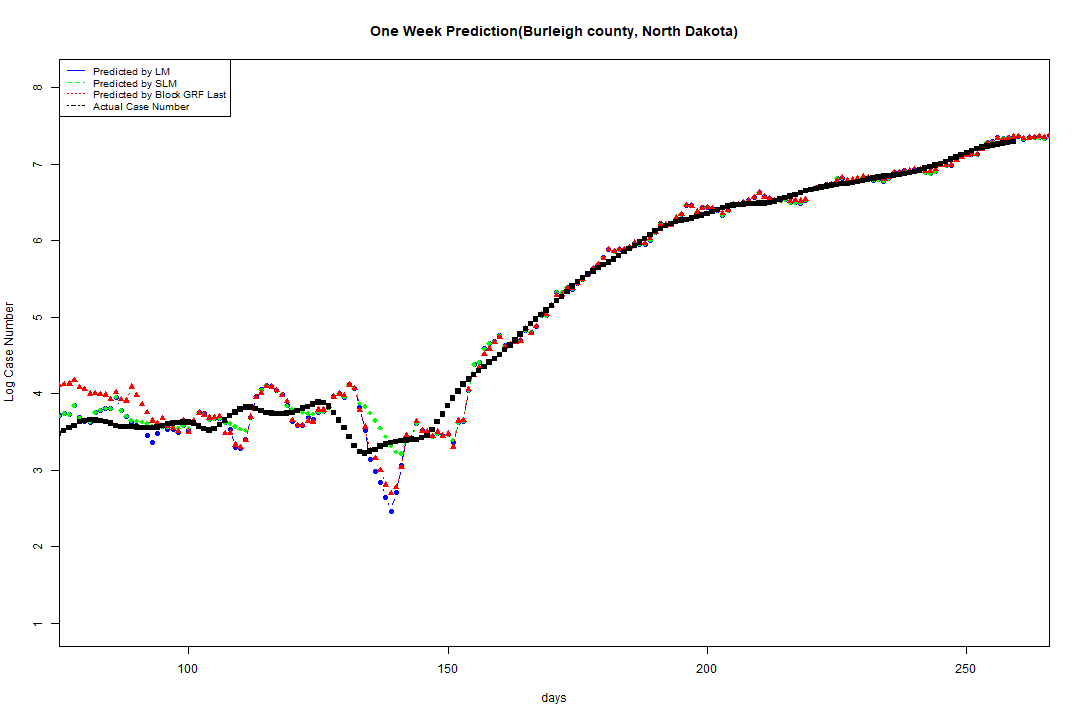 One Week Prediction(Burleigh county, North Dakota)
Predicted by LM
Predicted by SLM
Predicted by Block GRF Last
Actual Case Number
Log Case Number
8
7
6
5
4
3
2
1
100 150 200 250
days